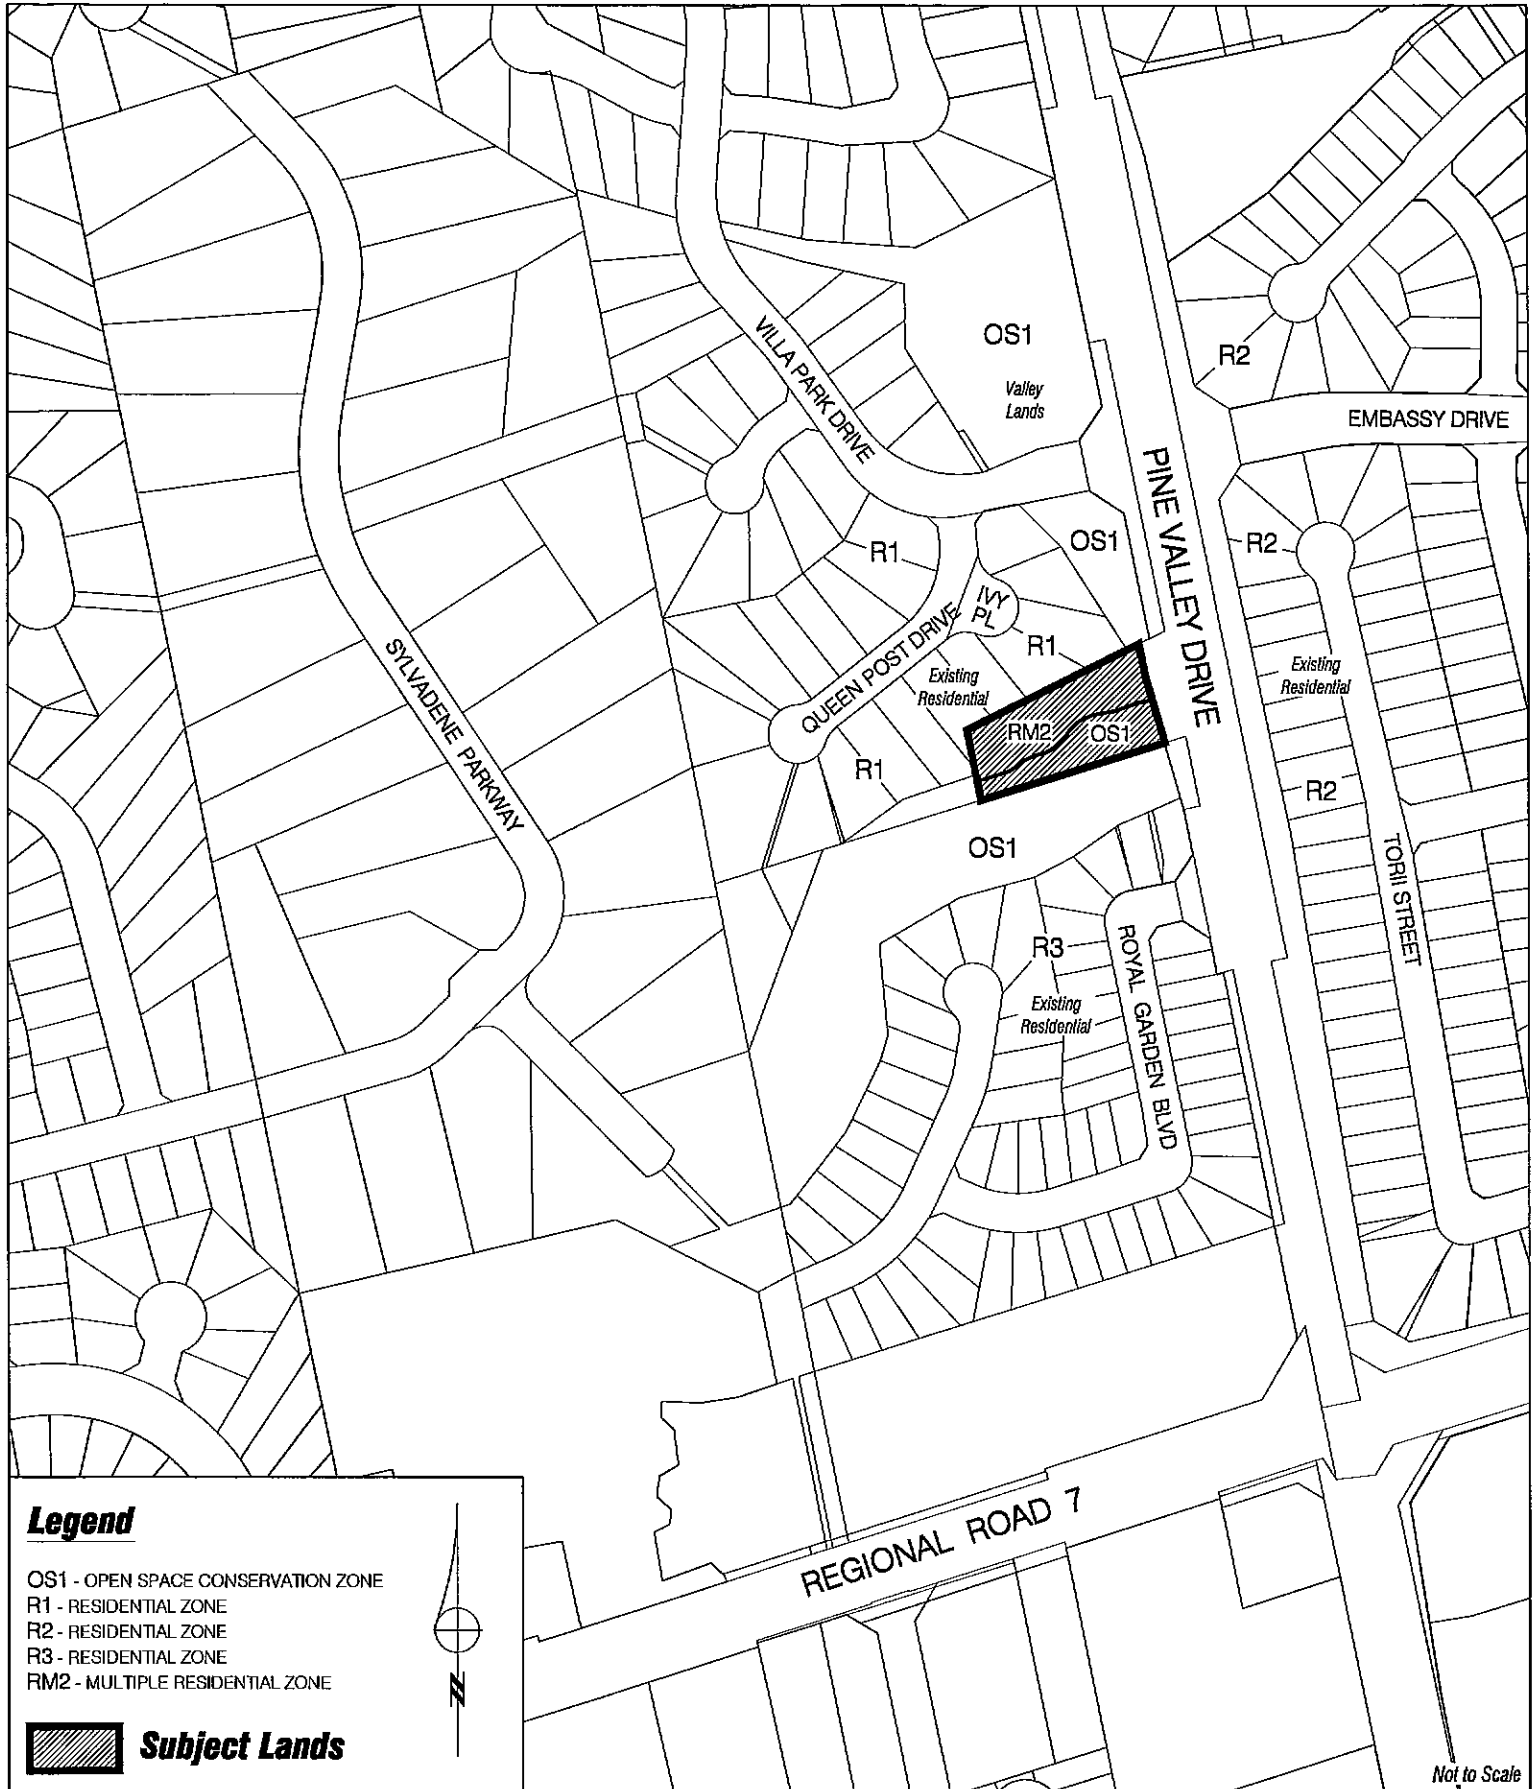 OS1
Valley
Lands
R2
EMBASSY DRIVE
VILLA PARK DRIVE
PINE VALLEY DRIVE
R1
OS1
R2
IVY
PL
QUEEN POST DRIVE
R1
Existing
Residential
Existing
Residential
SYLVADENE PARKWAY
RM2
OS1
R1
R2
OS1
TORII STREET
R3
ROYAL GARDEN BLVD
Existing
Residential
REGIONAL ROAD 7
Legend
OS1 - OPEN SPACE CONSERVATION ZONE
R1 - RESIDENTIAL ZONE
R2 - RESIDENTIAL ZONE
R3 - RESIDENTIAL ZONE
RM2 - MULTIPLE RESIDENTIAL ZONE
N
Subject Lands
Not to Scale